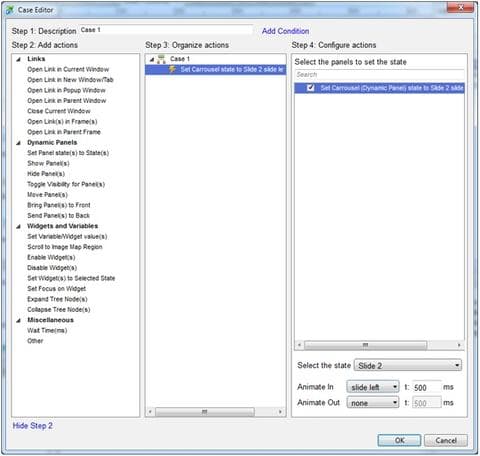 Case Editor
Step 1: Description Case 1 Add Condition
Step 2: Add actions
Links
Open Link in Current Window
Open Link in New Window/Tab
Open Link in Popup Window
Open Link in Parent Window
Close Current Window
Open Link(s) in Frame(s)
Open Link in Parent Frame
Dynamic Panels
Set Panel state(s) to State(s)
Show Panel(s)
Hide Panel(s)
Toggle Visibility for Panel(s)
Move Panel(s)
Bring Panel(s) to Front
Send Panel(s) to Back
Widgets and Variables
Set Variable/Widget value(s)
Scroll to Image Map Region
Enable Widget(s)
Disable Widget(s)
Set Widget(s) to Selected State
Set Focus on Widget
Expand Tree Node(s)
Collapse Tree Node(s)
Miscellaneous
Wait Time(ms)
Other
Hide Step 2
Step 3: Organize actions
Case 1
Set Carrousel state to Slide 2 slide le
Step 4: Configure actions
Select the panels to set the state
Search
Set Carrousel (Dynamic Panel) state to Slide 2 slide
Select the state Slide 2
Animate In slide left t: 500 ms
Animate Out none t: 500 ms
OK Cancel